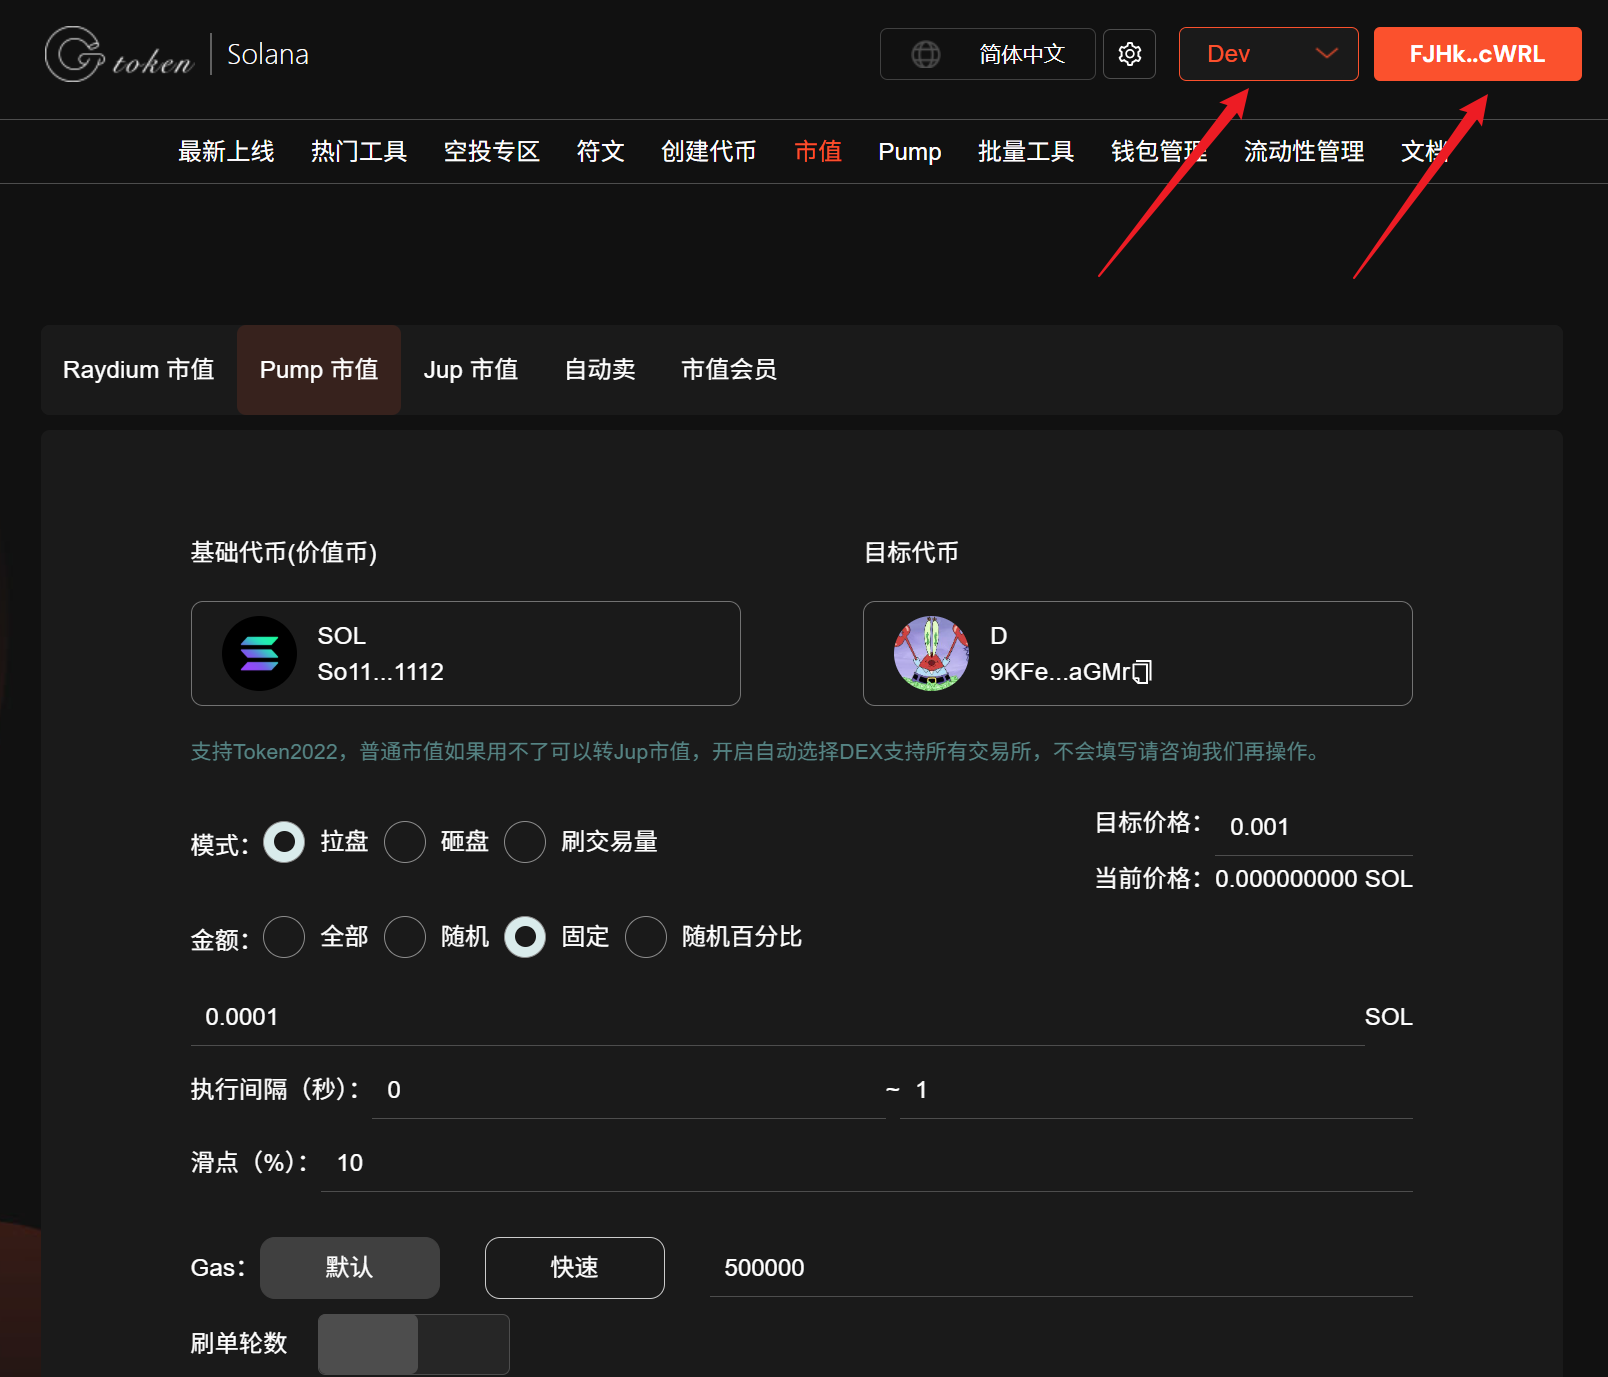 Gtoken | Solana
简体中文
Dev
FJHk..cWRL
最新上线 热门工具 空投专区 符文 创建代币 市值 Pump 批量工具 钱包管理 流动性管理 文档
Raydium 市值 Pump 市值 Jup 市值 自动卖 市值会员
基础代币(价值币)
目标代币
SOL
So11...1112
D
9KFe...aGMr
支持Token2022，普通市值如果用不了可以转Jup市值，开启自动选择DEX支持所有交易所，不会填写请咨询我们再操作。
模式： 拉盘 砸盘 刷交易量
目标价格： 0.001
当前价格：0.000000000 SOL
金额： 全部 随机 固定 随机百分比
0.0001 SOL
执行间隔（秒）： 0 ~ 1
滑点（%）： 10
Gas： 默认 快速 500000
刷单轮数